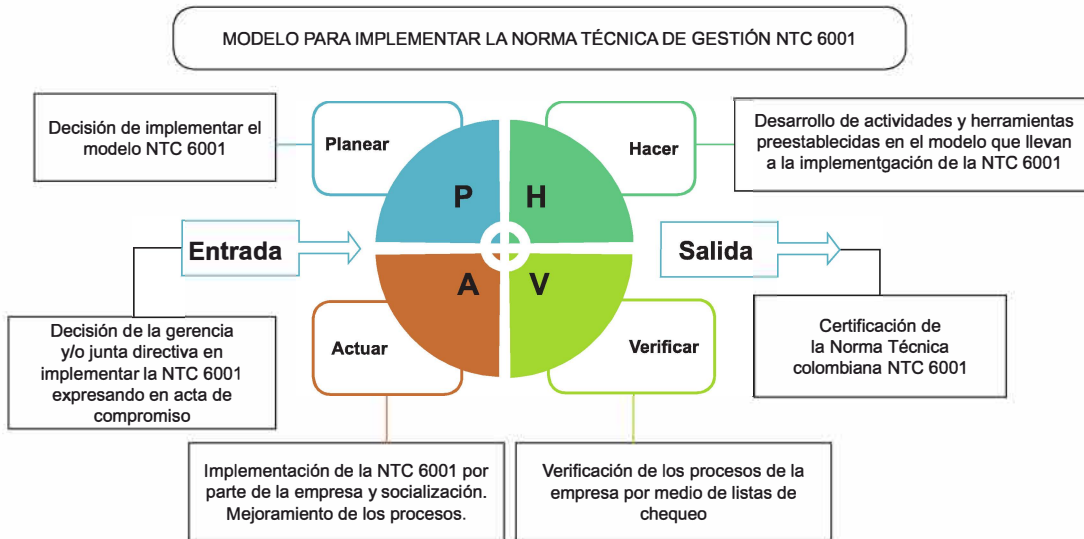 MODELO PARA IMPLEMENTAR LA NORMA TÉCNICA DE GESTIÓN NTC 6001
Decisión de implementar el
modelo NTC 6001
Planear
P
H
Hacer
Desarrollo de actividades y herramientas
preestablecidas en el modelo que llevan
a la implementgación de la NTC 6001
Entrada
Salida
Decisión de la gerencia
y/o junta directiva en
implementar la NTC 6001
expresando en acta de
compromiso
Actuar
A
V
Verificar
Certificación de
la Norma Técnica
colombiana NTC 6001
Implementación de la NTC 6001 por
parte de la empresa y socialización.
Mejoramiento de los procesos.
Verificación de los procesos de la
empresa por medio de listas de
chequeo